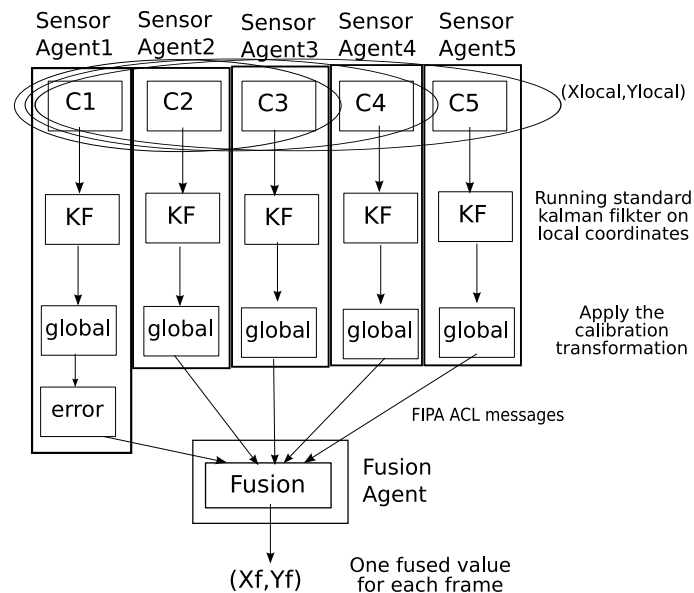 Sensor Agent1
Sensor Agent2
Sensor Agent3
Sensor Agent4
Sensor Agent5
C1
C2
C3
C4
C5
(Xlocal,Ylocal)
KF
KF
KF
KF
KF
Running standard
kalman filkter on
local coordinates
global
global
global
global
global
Apply the
calibration
transformation
error
FIPA ACL messages
Fusion
Fusion
Agent
(Xf,Yf)
One fused value
for each frame